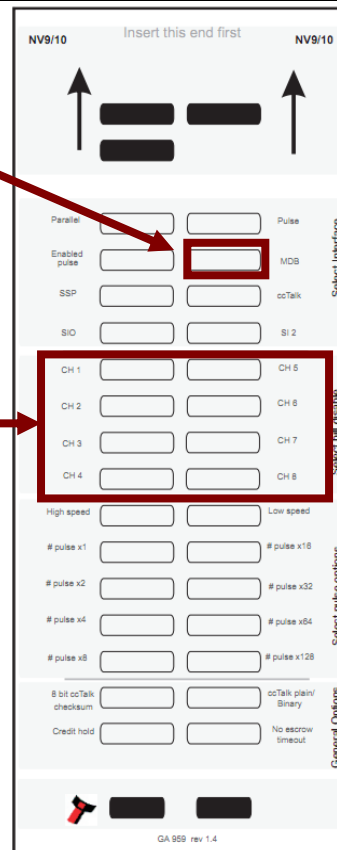 Insert this end first
NV9/10
NV9/10
Parallel
Pulse
Enabled
pulse
MDB
SSP
ccTalk
SIO
SI 2
Select Interface
CH 1
CH 5
CH 2
CH 6
CH 3
CH 7
CH 4
CH 8
Select bill disable
High speed
Low speed
# pulse x1
# pulse x16
# pulse x2
# pulse x32
# pulse x4
# pulse x64
# pulse x8
# pulse x128
Select pulse options
8 bit ccTalk
checksum
ccTalk plain/
Binary
Credit hold
No escrow
timeout
General Options
GA 959 rev 1.4